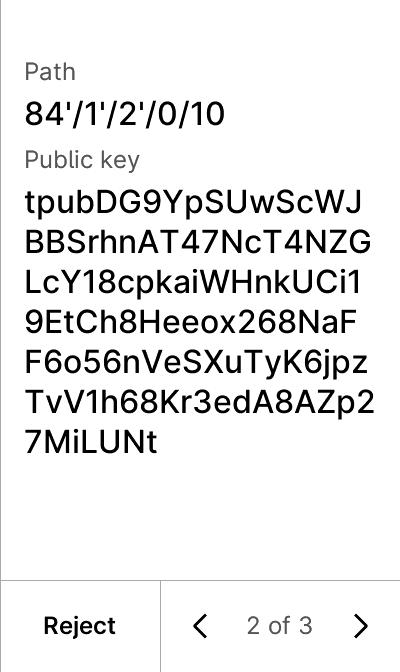 Path
84'/1'/2'/0/10
Public key
tpubDG9YpSUwScWJ
BBSrhnAT47NcT4NZG
LcY18cpkaiWHnkUCi1
9EtCh8Heeox268NaF
F6o56nVeSXuTyK6jpz
TvV1h68Kr3edA8AZp2
7MiLUNt
Reject
2 of 3